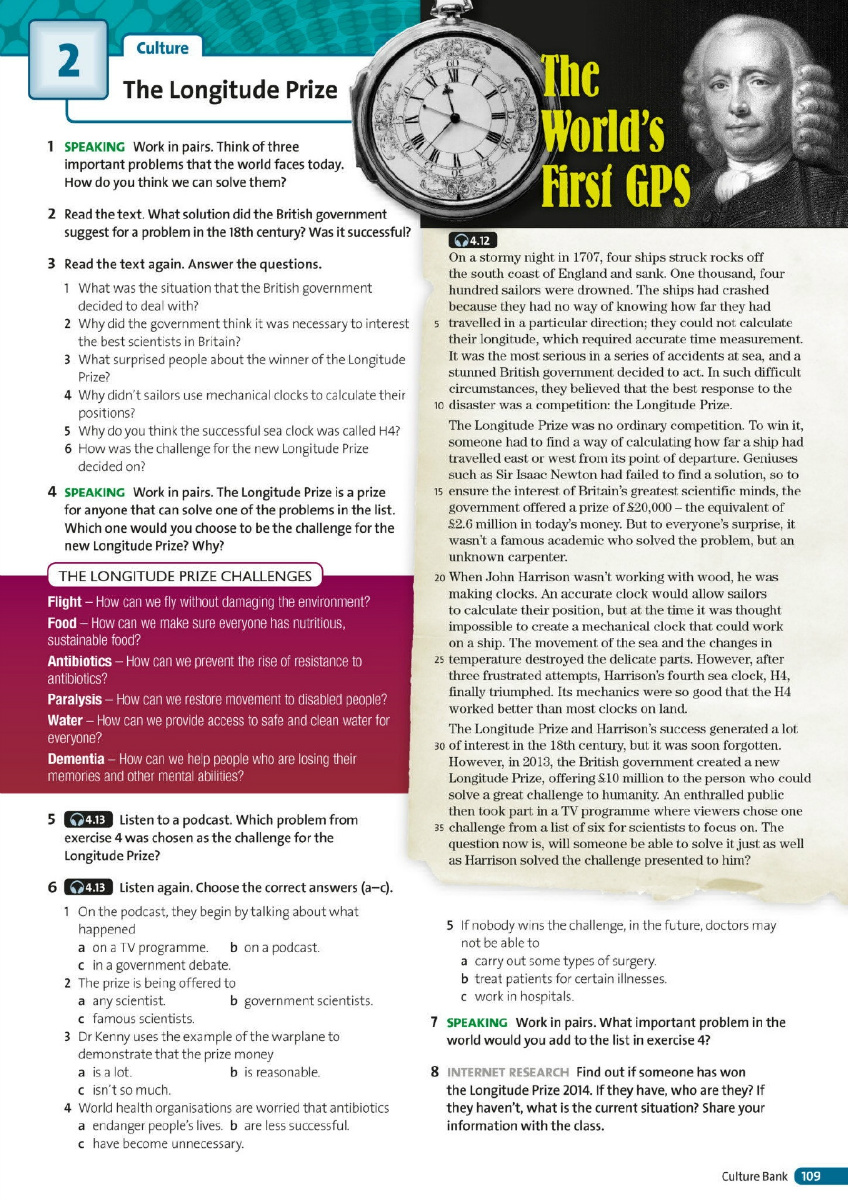 2
Culture
The Longitude Prize
1 SPEAKING Work in pairs. Think of three
important problems that the world faces today.
How do you think we can solve them?
2 Read the text. What solution did the British government
suggest for a problem in the 18th century? Was it successful?
3 Read the text again. Answer the questions.
1 What was the situation that the British government
decided to deal with?
2 Why did the government think it was necessary to interest
the best scientists in Britain?
3 What surprised people about the winner of the Longitude
Prize?
4 Why didn't sailors use mechanical clocks to calculate their
positions?
5 Why do you think the successful sea clock was called H4?
6 How was the challenge for the new Longitude Prize
decided on?
4 SPEAKING Work in pairs. The Longitude Prize is a prize
for anyone that can solve one of the problems in the list.
Which one would you choose to be the challenge for the
new Longitude Prize? Why?
THE LONGITUDE PRIZE CHALLENGES
Flight – How can we fly without damaging the environment?
Food – How can we make sure everyone has nutritious,
sustainable food?
Antibiotics – How can we prevent the rise of resistance to
antibiotics?
Paralysis – How can we restore movement to disabled people?
Water – How can we provide access to safe and clean water for
everyone?
Dementia – How can we help people who are losing their
memories and other mental abilities?
5 4.13 Listen to a podcast. Which problem from
exercise 4 was chosen as the challenge for the
Longitude Prize?
6 4.13 Listen again. Choose the correct answers (a–c).
1 On the podcast, they begin by talking about what
happened
a on a TV programme. b on a podcast.
c in a government debate.
2 The prize is being offered to
a any scientist. b government scientists.
c famous scientists.
3 Dr Kenny uses the example of the warplane to
demonstrate that the prize money
a is a lot. b is reasonable.
c isn't so much.
4 World health organisations are worried that antibiotics
a endanger people's lives. b are less successful.
c have become unnecessary.
The
World's
First GPS
4.12
On a stormy night in 1707, four ships struck rocks off
the south coast of England and sank. One thousand, four
hundred sailors were drowned. The ships had crashed
because they had no way of knowing how far they had
5 travelled in a particular direction; they could not calculate
their longitude, which required accurate time measurement.
It was the most serious in a series of accidents at sea, and a
stunned British government decided to act. In such difficult
circumstances, they believed that the best response to the
10 disaster was a competition: the Longitude Prize.
The Longitude Prize was no ordinary competition. To win it,
someone had to find a way of calculating how far a ship had
travelled east or west from its point of departure. Geniuses
such as Sir Isaac Newton had failed to find a solution, so to
15 ensure the interest of Britain's greatest scientific minds, the
government offered a prize of £20,000 – the equivalent of
£2.6 million in today's money. But to everyone's surprise, it
wasn't a famous academic who solved the problem, but an
unknown carpenter.
20 When John Harrison wasn't working with wood, he was
making clocks. An accurate clock would allow sailors
to calculate their position, but at the time it was thought
impossible to create a mechanical clock that could work
on a ship. The movement of the sea and the changes in
25 temperature destroyed the delicate parts. However, after
three frustrated attempts, Harrison's fourth sea clock, H4,
finally triumphed. Its mechanics were so good that the H4
worked better than most clocks on land.
The Longitude Prize and Harrison's success generated a lot
30 of interest in the 18th century, but it was soon forgotten.
However, in 2013, the British government created a new
Longitude Prize, offering £10 million to the person who could
solve a great challenge to humanity. An enthralled public
then took part in a TV programme where viewers chose one
35 challenge from a list of six for scientists to focus on. The
question now is, will someone be able to solve it just as well
as Harrison solved the challenge presented to him?
5 If nobody wins the challenge, in the future, doctors may
not be able to
a carry out some types of surgery.
b treat patients for certain illnesses.
c work in hospitals.
7 SPEAKING Work in pairs. What important problem in the
world would you add to the list in exercise 4?
8 INTERNET RESEARCH Find out if someone has won
the Longitude Prize 2014. If they have, who are they? If
they haven't, what is the current situation? Share your
information with the class.
Culture Bank 109